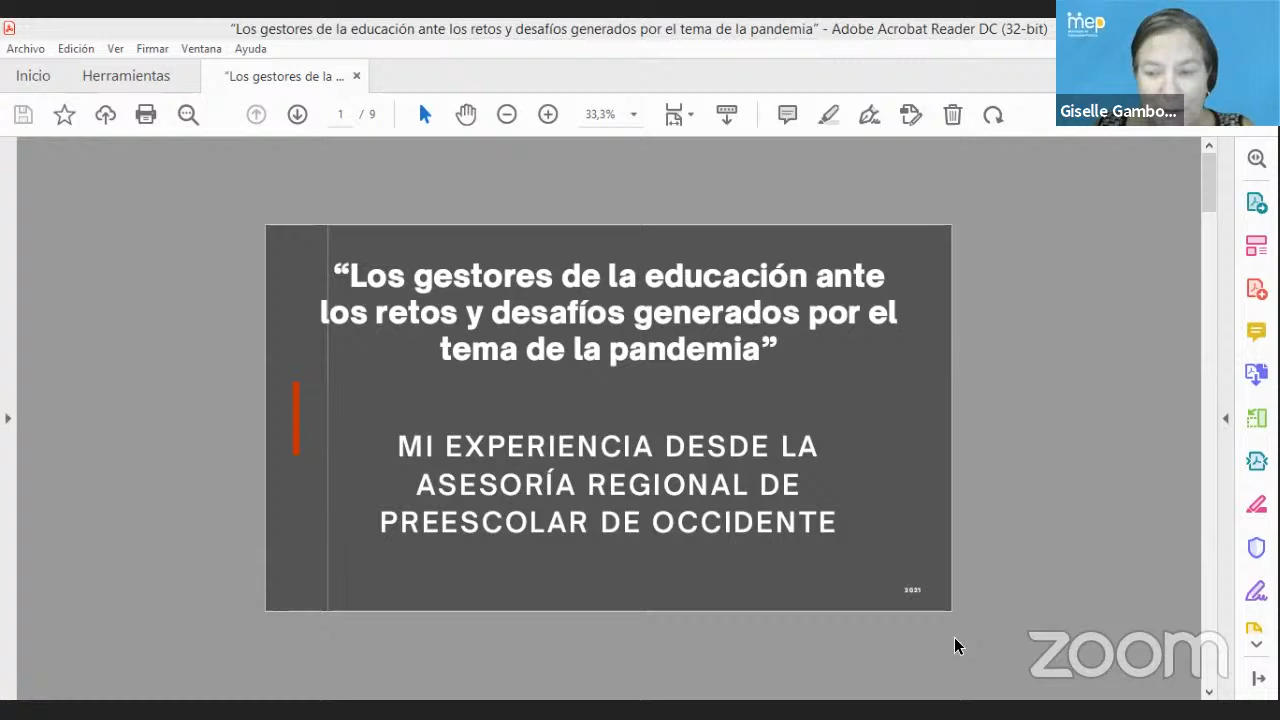 “Los gestores de la educación ante los retos y desafíos generados por el tema de la pandemia” - Adobe Acrobat Reader DC (32-bit)
Archivo Edición Ver Firmar Ventana Ayuda
Inicio Herramientas “Los gestores de la ... ×
1 / 9 33,3%
mep
Giselle Gambo...
“Los gestores de la educación ante
los retos y desafíos generados por el
tema de la pandemia”
MI EXPERIENCIA DESDE LA
ASESORÍA REGIONAL DE
PREESCOLAR DE OCCIDENTE
2021
zoom